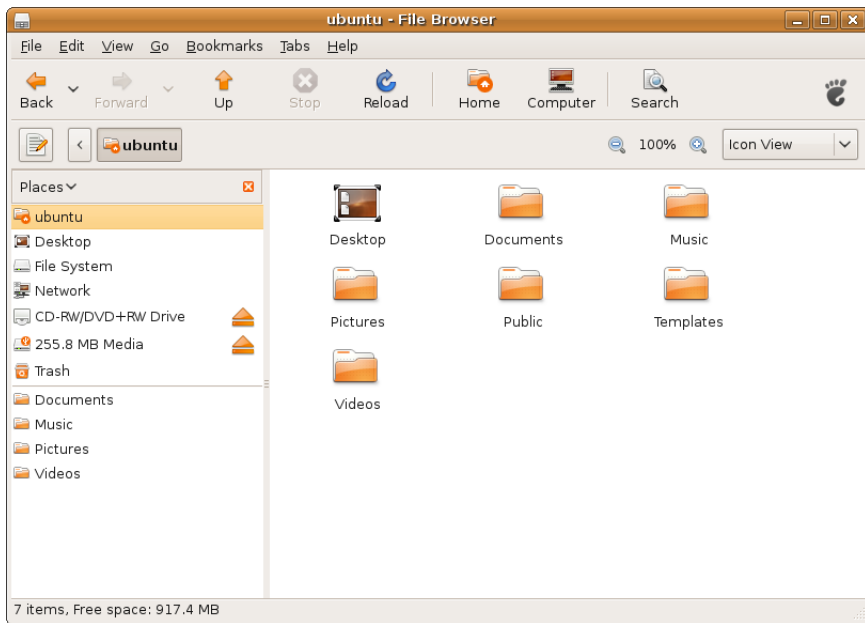 ubuntu - File Browser
File Edit View Go Bookmarks Tabs Help
Back Forward Up Stop Reload Home Computer Search
ubuntu 100% Icon View
Places
ubuntu
Desktop
File System
Network
CD-RW/DVD+RW Drive
255.8 MB Media
Trash
Documents
Music
Pictures
Videos
Desktop Documents Music
Pictures Public Templates
Videos
7 items, Free space: 917.4 MB